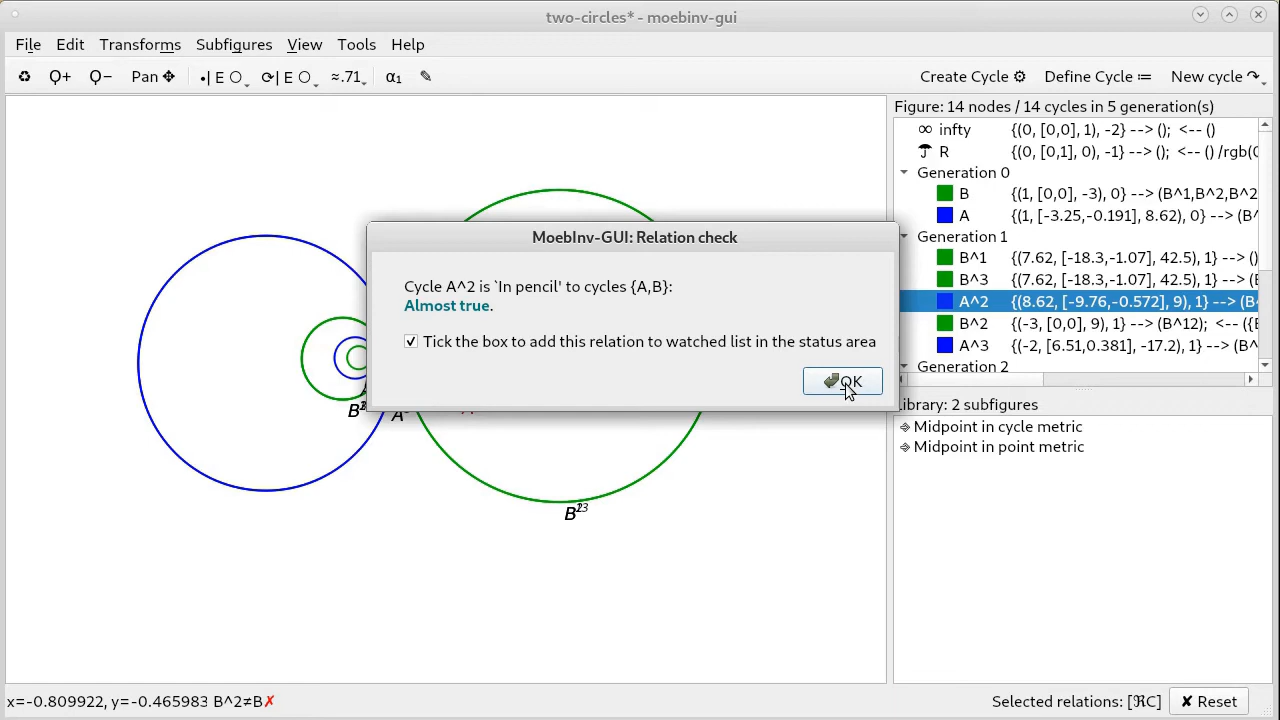 two-circles* - moebinv-gui
File Edit Transforms Subfigures View Tools Help
Pan E E ≈.71 α₁ Create Cycle Define Cycle New cycle
Figure: 14 nodes / 14 cycles in 5 generation(s)
∞ infty {(0, [0,0], 1), -2} --> (); <-- ()
R {(0, [0,1], 0), -1} --> (); <-- () /rgb(0
Generation 0
B {(1, [0,0], -3), 0} --> (B^1,B^2,B^2
A {(1, [-3.25,-0.191], 8.62), 0} --> (B^
Generation 1
B^1 {(7.62, [-18.3,-1.07], 42.5), 1} --> ()
B^3 {(7.62, [-18.3,-1.07], 42.5), 1} --> (B^
A^2 {(8.62, [-9.76,-0.572], 9), 1} --> (B^
B^2 {(-3, [0,0], 9), 1} --> (B^12); <-- ({B
A^3 {(-2, [6.51,0.381], -17.2), 1} --> (B^
Generation 2
MoebInv-GUI: Relation check
Cycle A^2 is `In pencil' to cycles {A,B}:
Almost true.
Tick the box to add this relation to watched list in the status area
OK
Library: 2 subfigures
Midpoint in cycle metric
Midpoint in point metric
x=-0.809922, y=-0.465983 B^2≠B✗
Selected relations: [ℜC] ✘ Reset